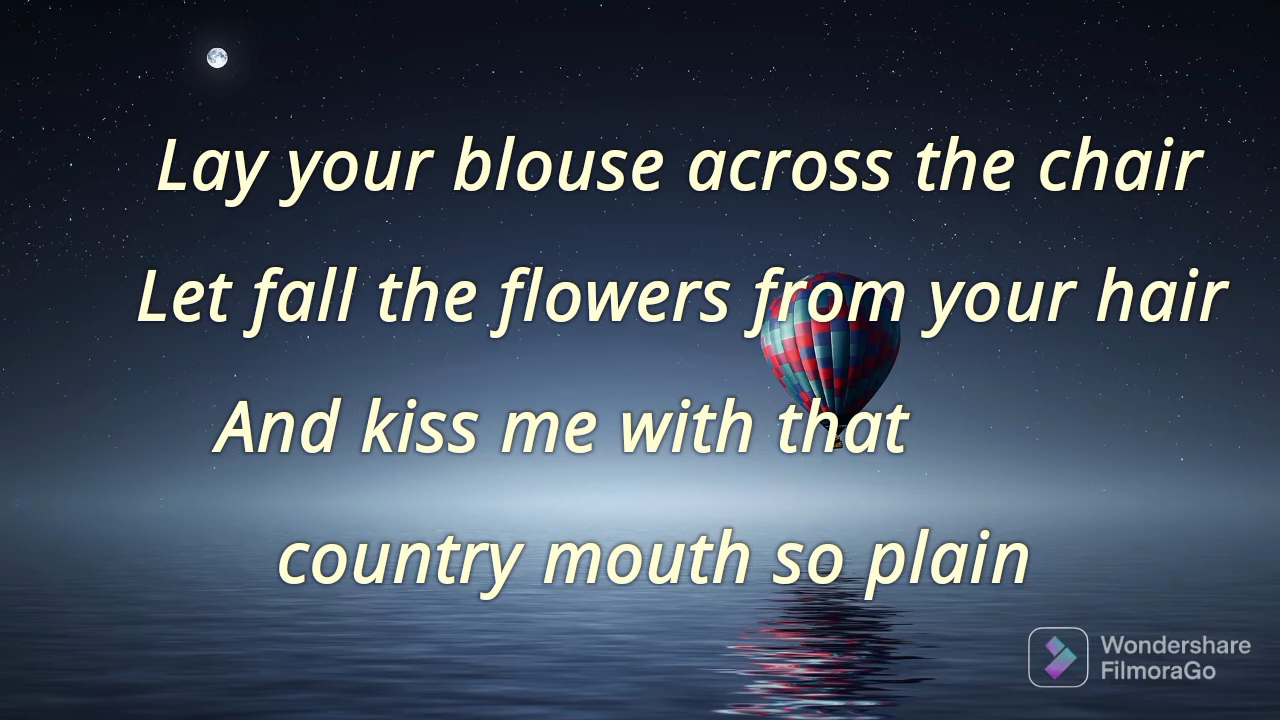 Lay your blouse across the chair
Let fall the flowers from your hair
And kiss me with that
country mouth so plain
Wondershare
FilmoraGo